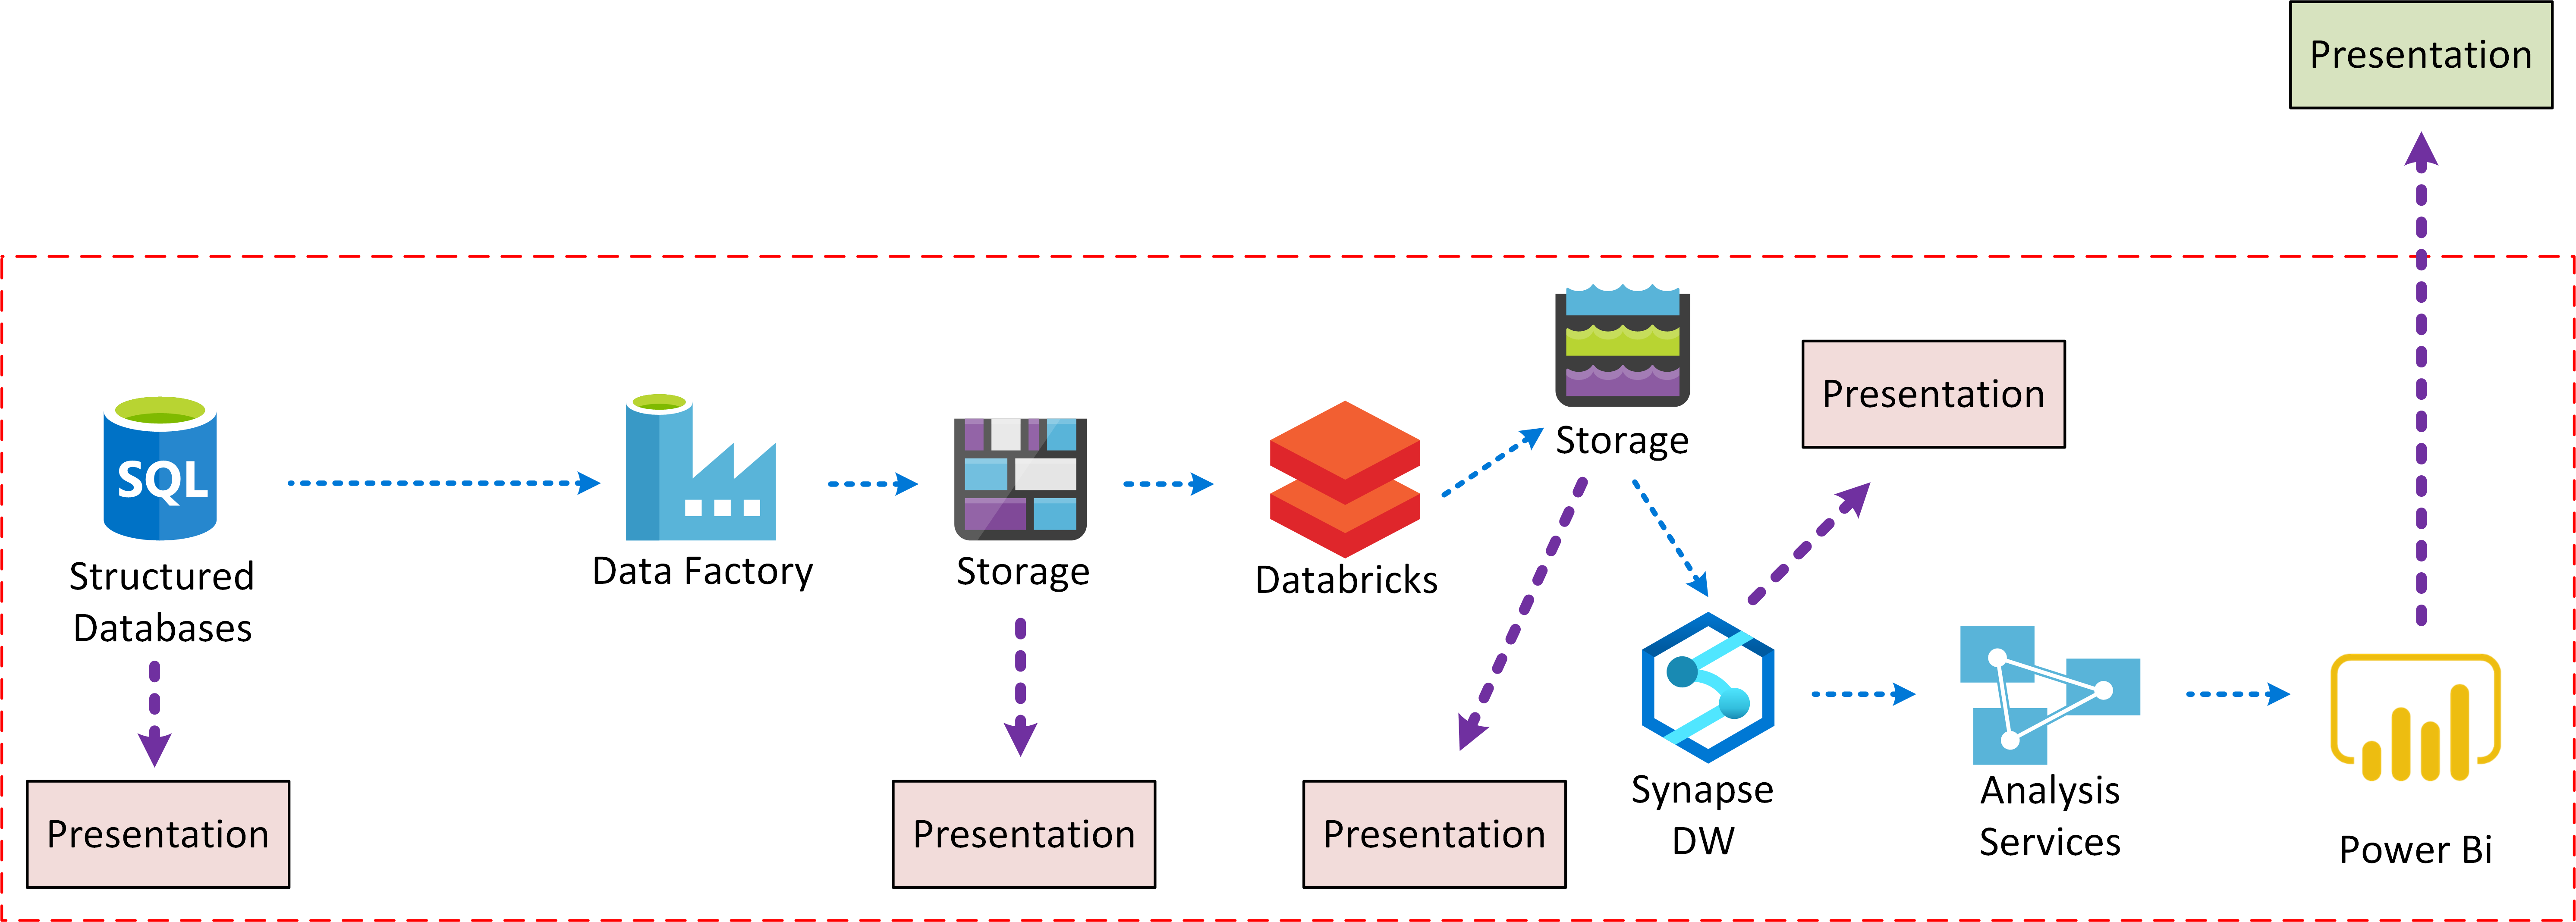 Presentation
Presentation
Storage
SQL
Structured
Databases
Data Factory
Storage
Databricks
Synapse
DW
Analysis
Services
Power Bi
Presentation
Presentation
Presentation